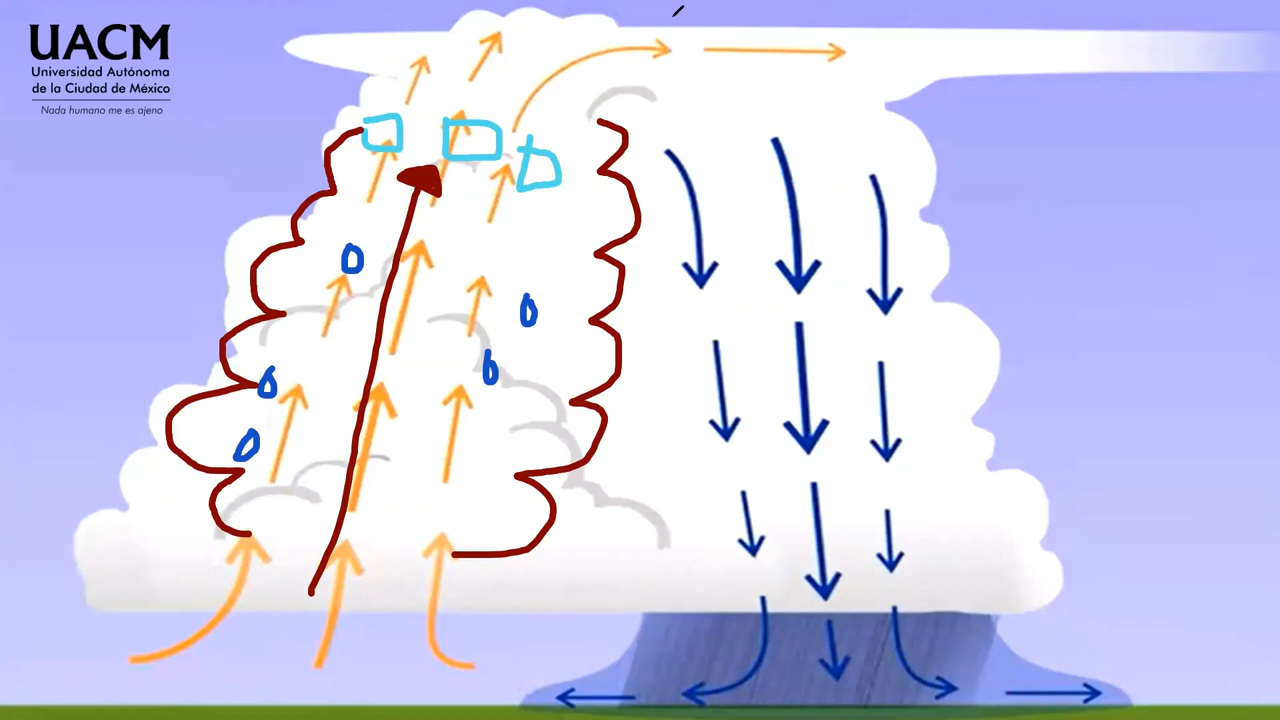 UACM
Universidad Autónoma
de la Ciudad de México
Nada humano me es ajeno